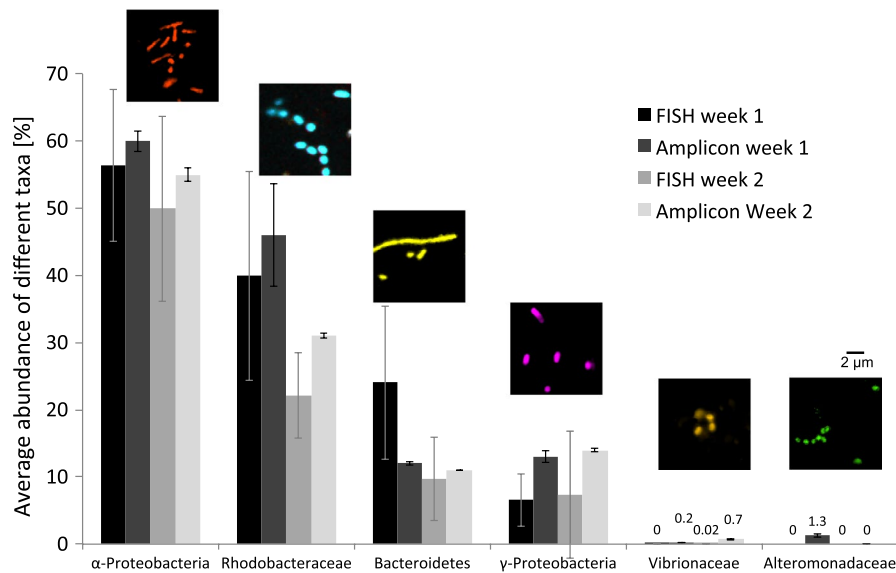 Average abundance of different taxa [%]
70
60
50
40
30
20
10
0
FISH week 1
Amplicon week 1
FISH week 2
Amplicon Week 2
2 µm
0 0.2 0.02 0.7
0 1.3 0 0
α-Proteobacteria Rhodobacteraceae Bacteroidetes γ-Proteobacteria Vibrionaceae Alteromonadaceae